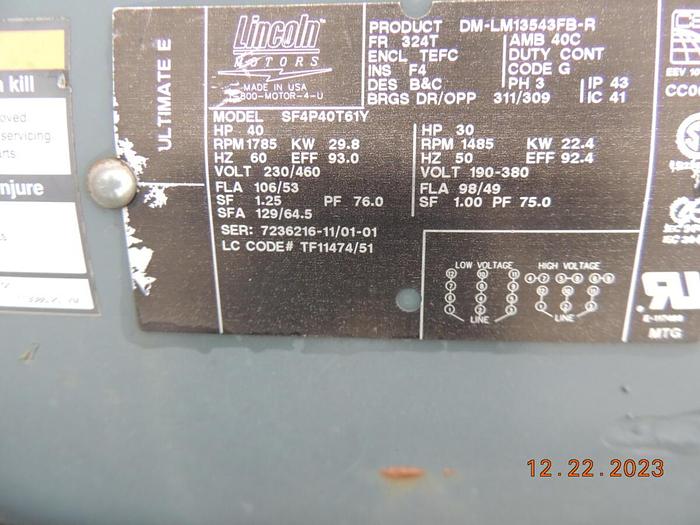 kill
oved
servicing
njure
ULTIMATE E
Lincoln
MOTORS
MADE IN USA
1-800-MOTOR-4-U
PRODUCT DM-LM13543FB-R
FR 324T AMB 40C
ENCL TEFC DUTY CONT
INS F4 CODE G
DES B&C PH 3 IP 43
BRGS DR/OPP 311/309 IC 41
MODEL SF4P40T61Y
HP 40 HP 30
RPM 1785 KW 29.8 RPM 1485 KW 22.4
HZ 60 EFF 93.0 HZ 50 EFF 92.4
VOLT 230/460 VOLT 190-380
FLA 106/53 FLA 98/49
SF 1.25 PF 76.0 SF 1.00 PF 75.0
SFA 129/64.5
SER: 7236216-11/01-01
LC CODE# TF11474/51
LOW VOLTAGE HIGH VOLTAGE
LINE LINE
EEV
CC0
MTG
12.22.2023